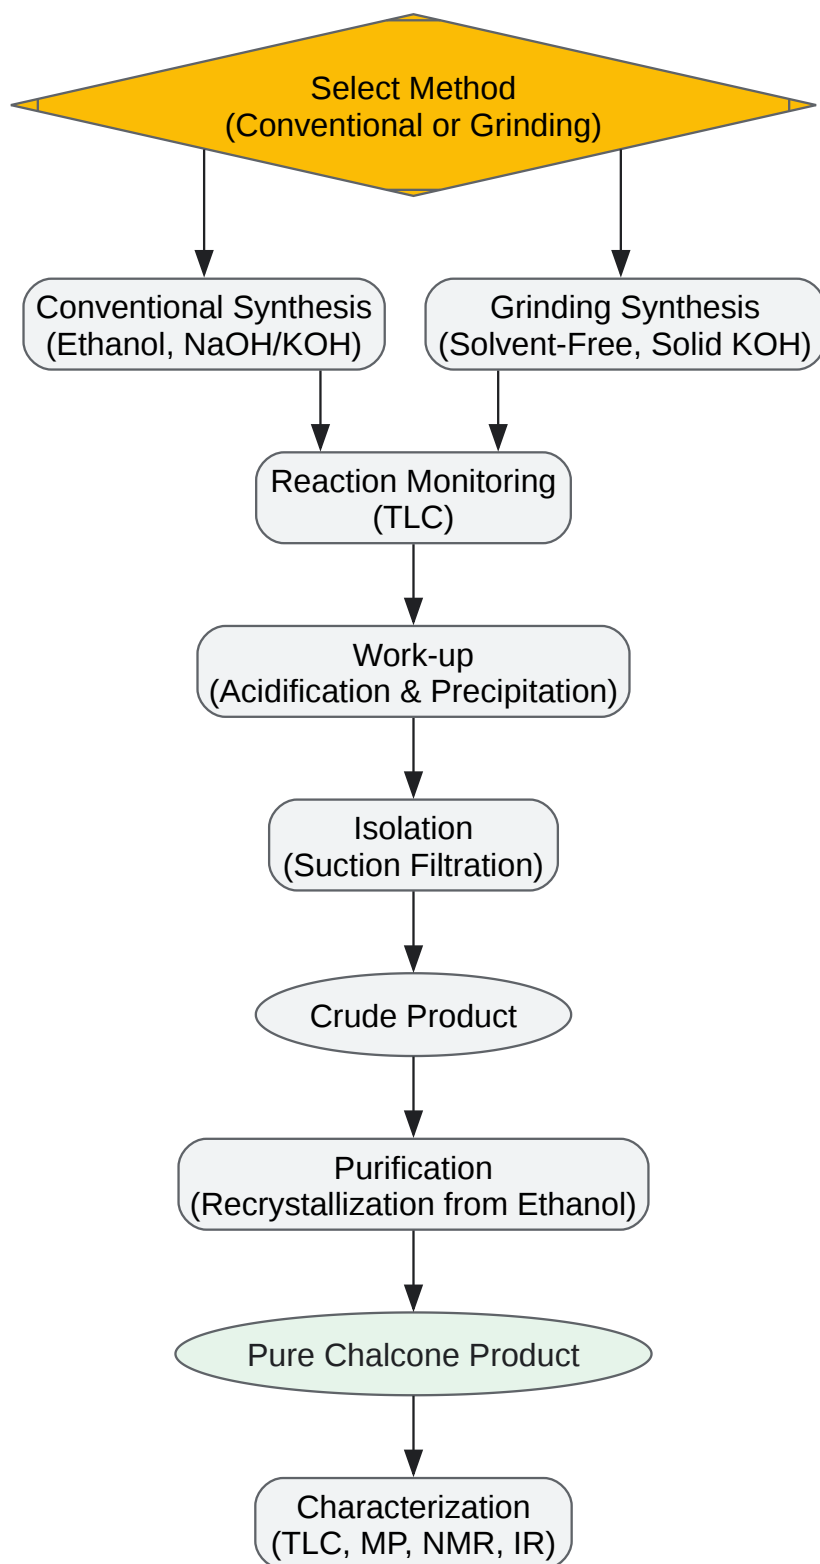 Select Method
(Conventional or Grinding)
Conventional Synthesis
(Ethanol, NaOH/KOH)
Grinding Synthesis
(Solvent-Free, Solid KOH)
Reaction Monitoring
(TLC)
Work-up
(Acidification & Precipitation)
Isolation
(Suction Filtration)
Crude Product
Purification
(Recrystallization from Ethanol)
Pure Chalcone Product
Characterization
(TLC, MP, NMR, IR)